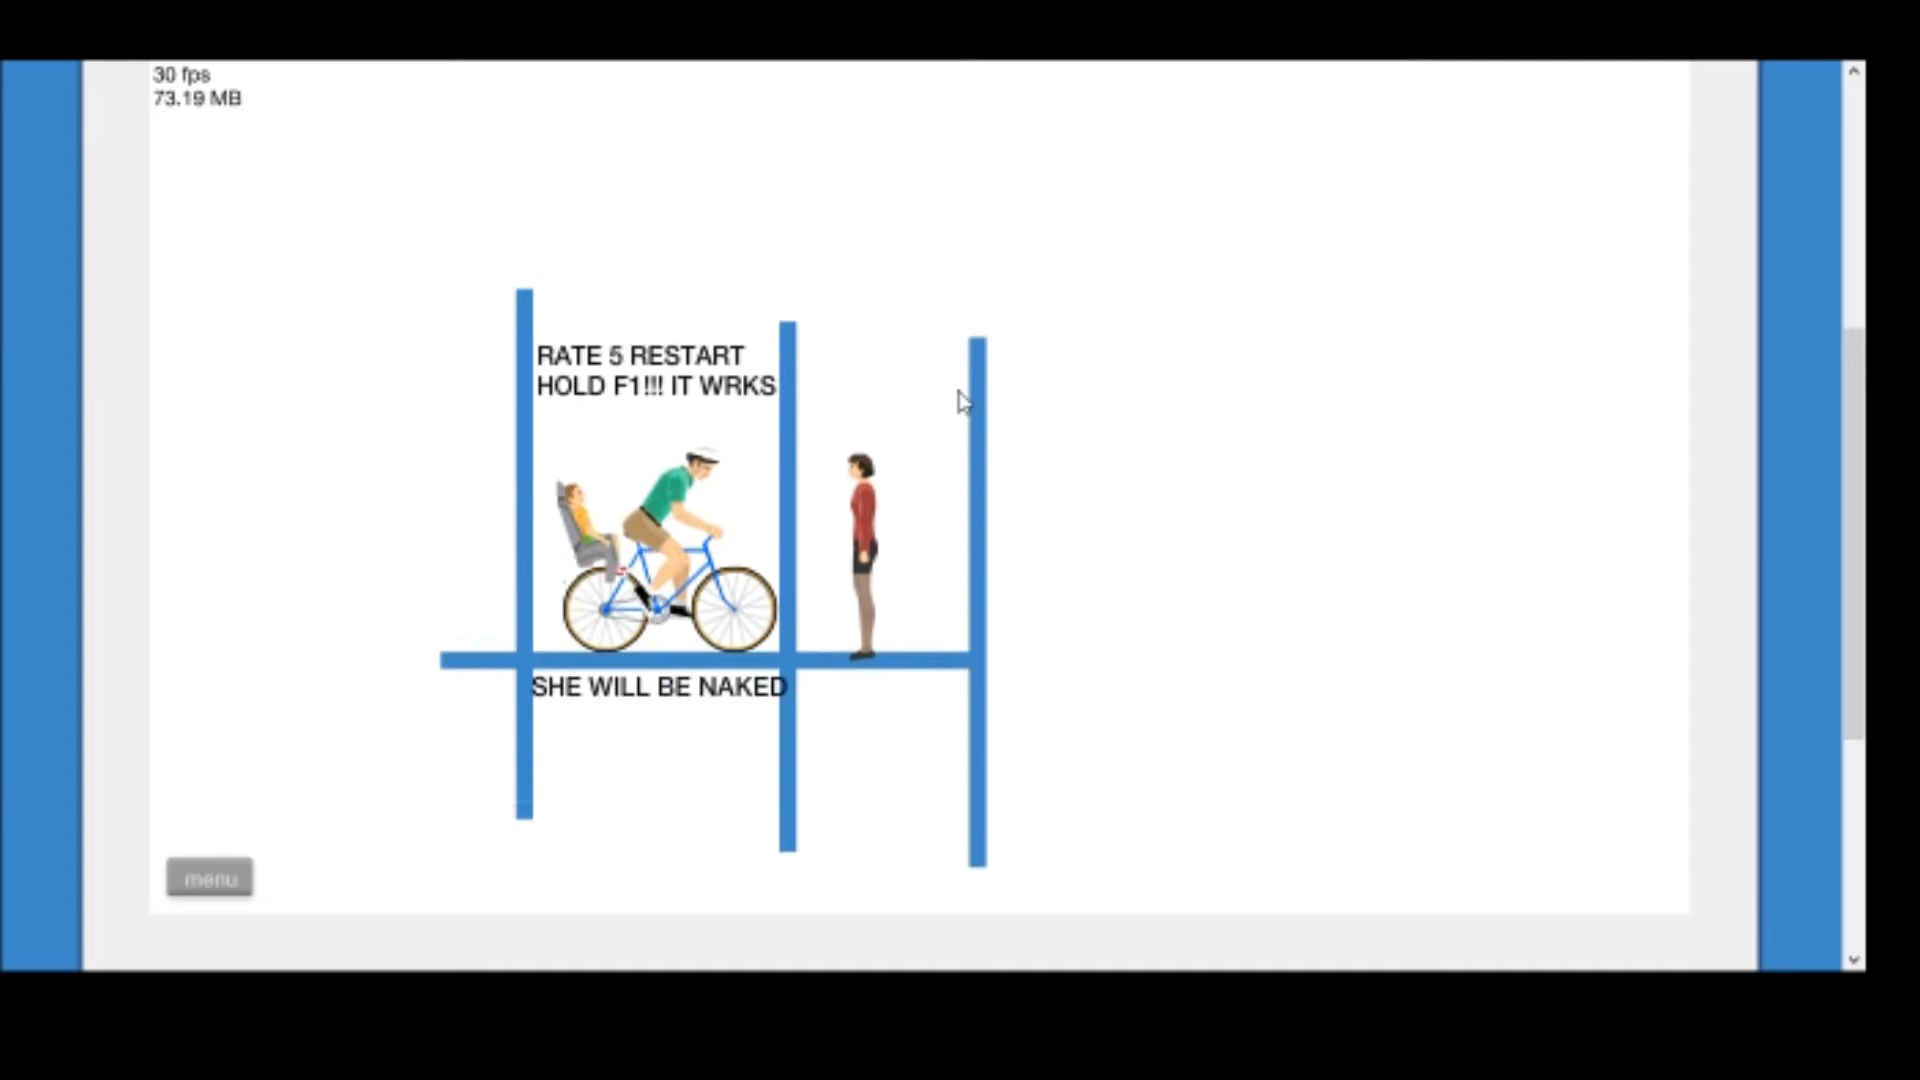 30 fps
73.19 MB
RATE 5 RESTART
HOLD F1!!! IT WRKS
SHE WILL BE NAKED
menu